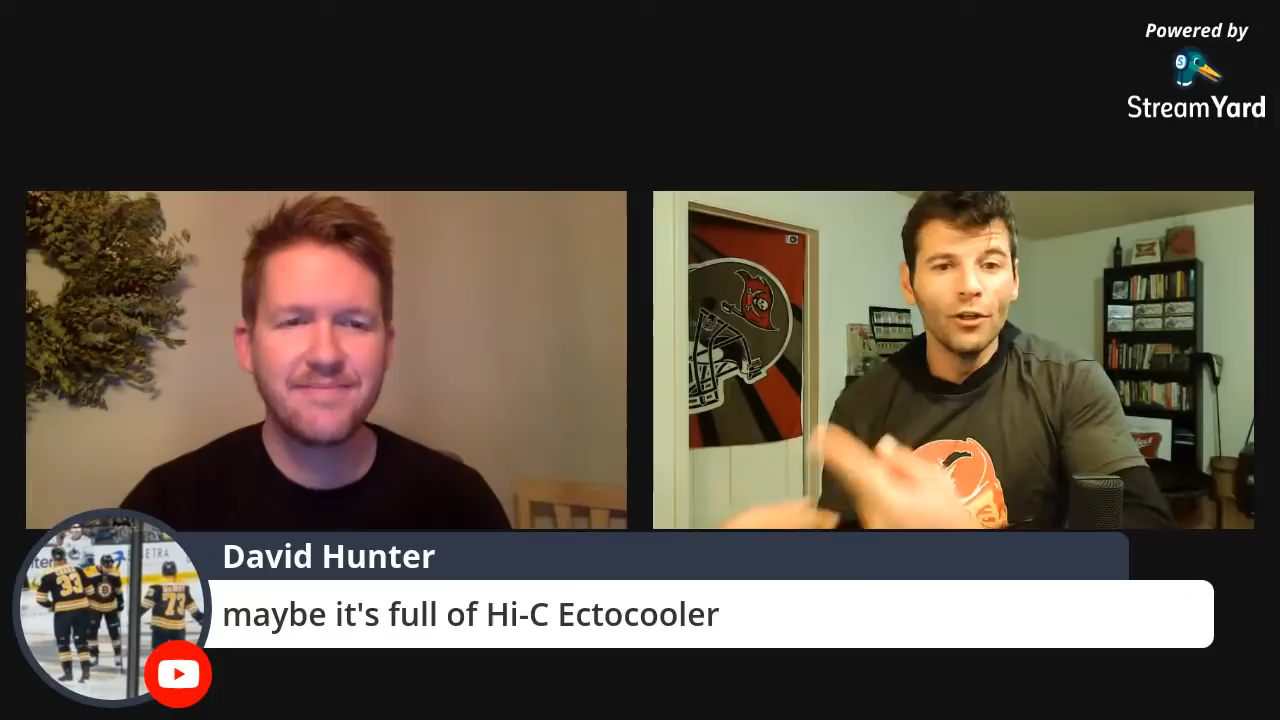 Powered by
StreamYard
David Hunter
maybe it's full of Hi-C Ectocooler
33
73